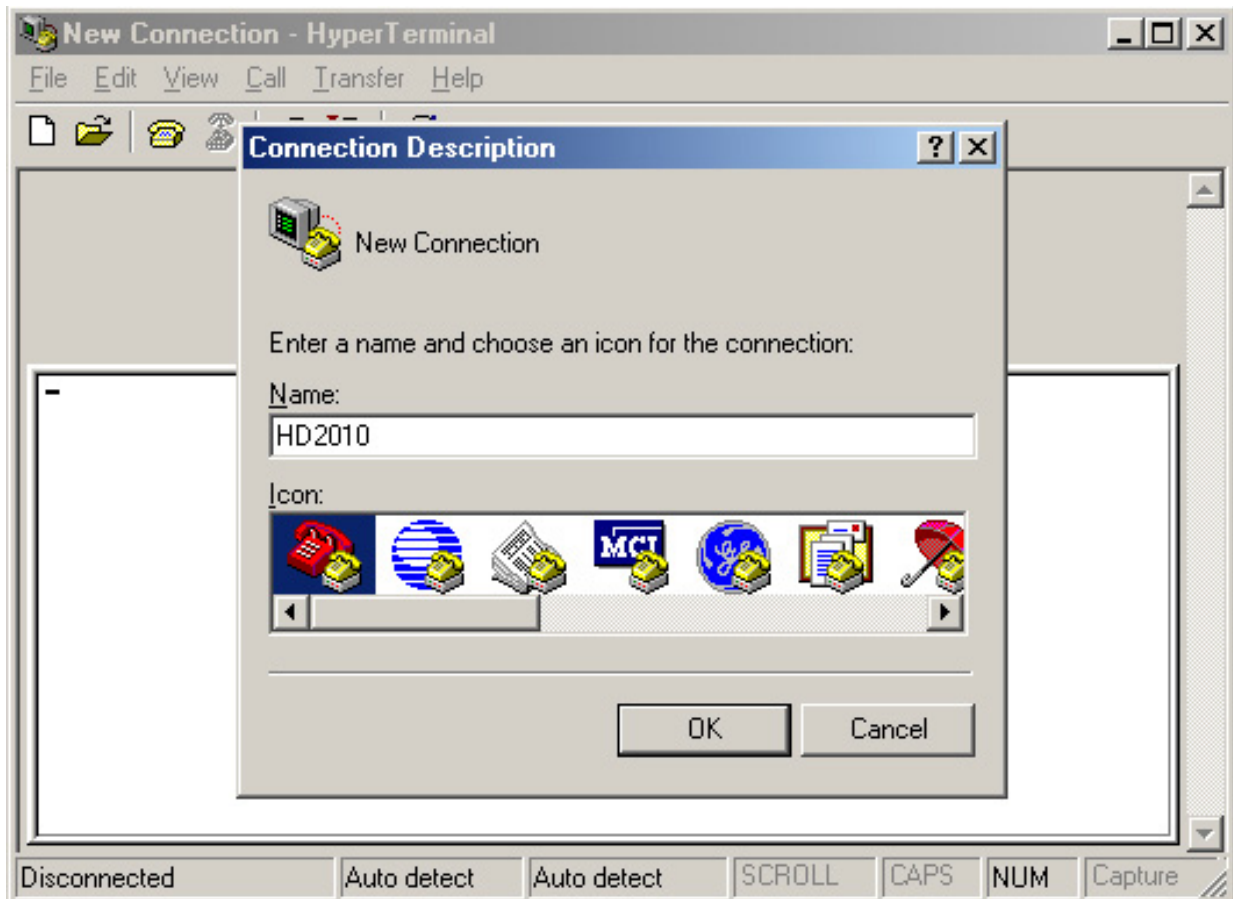 New Connection - HyperTerminal
File Edit View Call Transfer Help
Connection Description
New Connection
Enter a name and choose an icon for the connection:
Name:
HD2010
Icon:
MCI
OK Cancel
Disconnected Auto detect Auto detect SCROLL CAPS NUM Capture